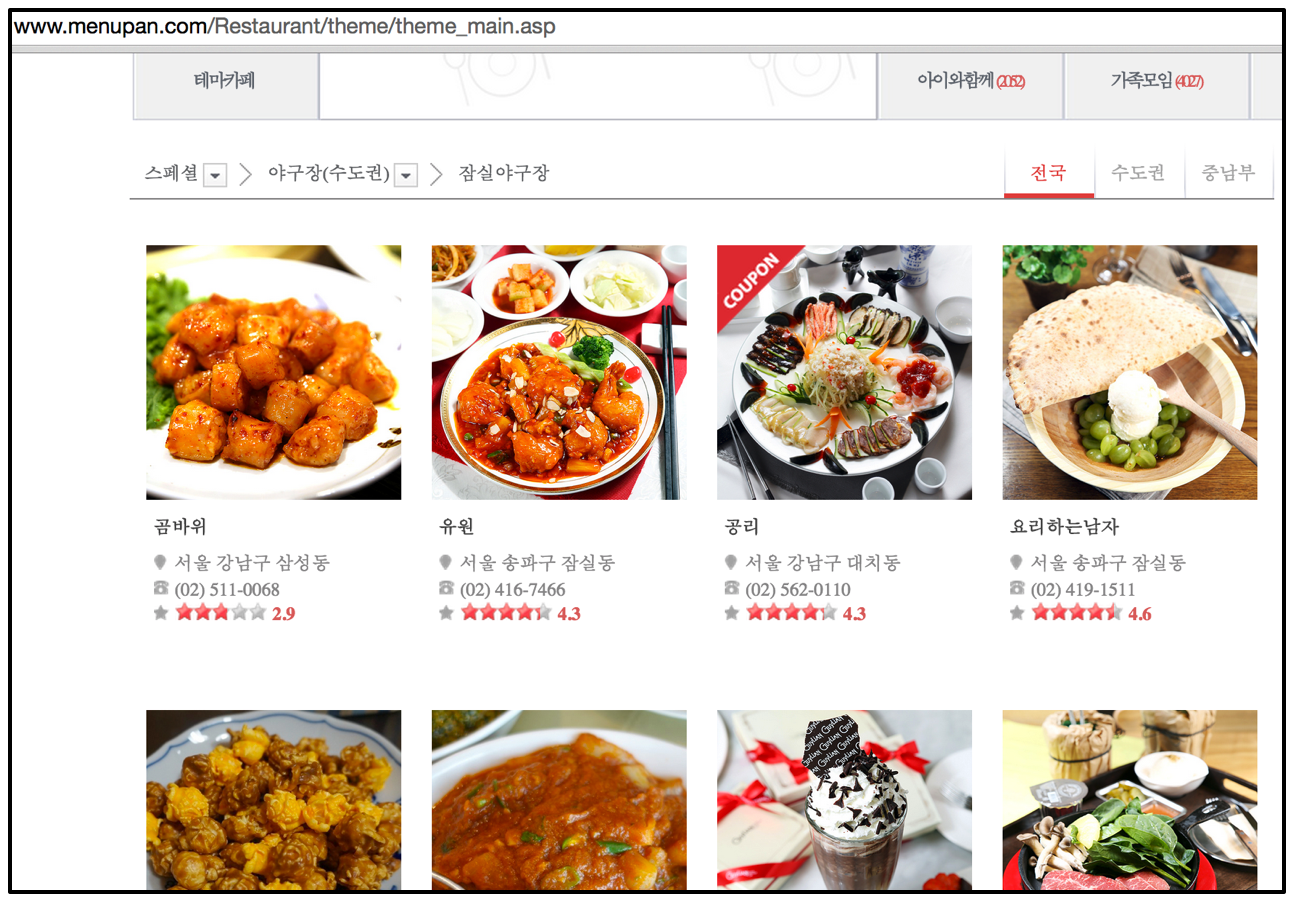 www.menupan.com/Restaurant/theme/theme_main.asp
테마카페
아이와함께 (2052)
가족모임 (4027)
스페셜 > 야구장(수도권) > 잠실야구장
전국 수도권 중남부
COUPON
곰바위
서울 강남구 삼성동
(02) 511-0068
2.9
유원
서울 송파구 잠실동
(02) 416-7466
4.3
공리
서울 강남구 대치동
(02) 562-0110
4.3
요리하는남자
서울 송파구 잠실동
(02) 419-1511
4.6
GUYLIAN
GUYLIAN
GUYLIAN